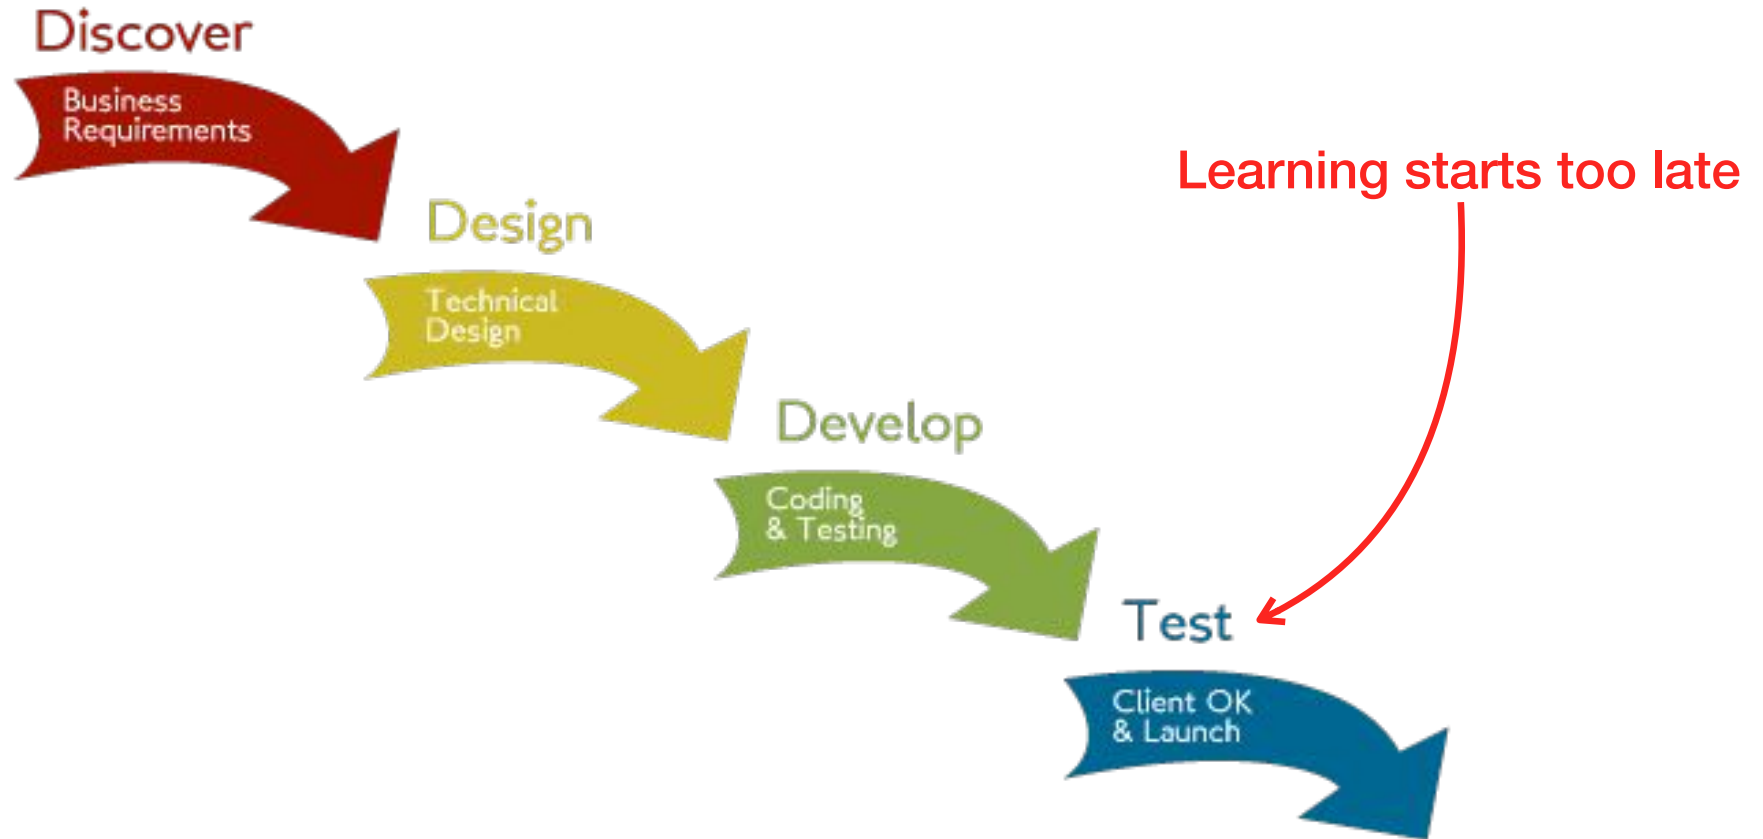 Discover
Business
Requirements
Learning starts too late
Design
Technical
Design
Develop
Coding
& Testing
Test
Client OK
& Launch